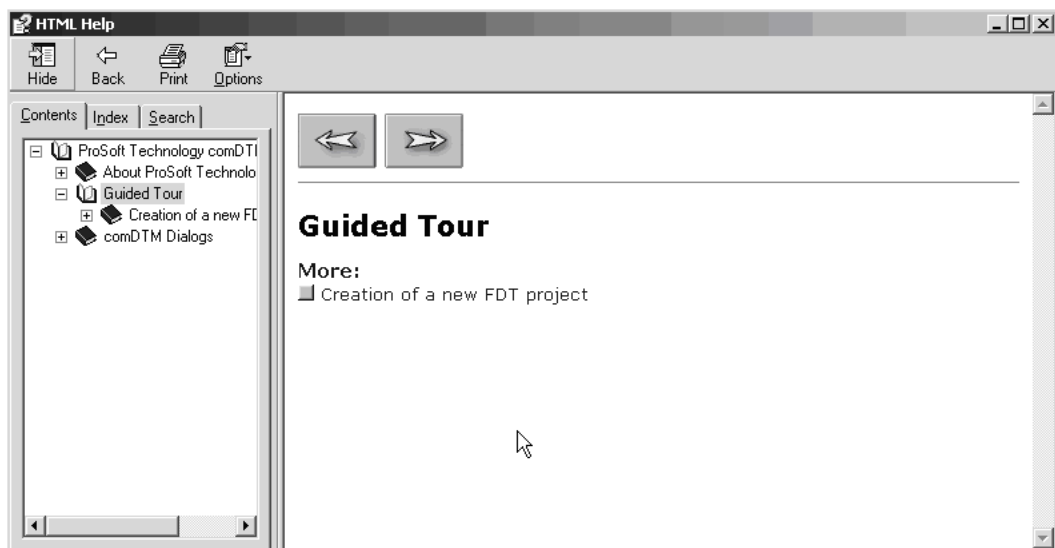 HTML Help
Hide Back Print Options
Contents Index Search
ProSoft Technology comDTI
About ProSoft Technolo
Guided Tour
Creation of a new FD
comDTM Dialogs
Guided Tour
More:
Creation of a new FDT project